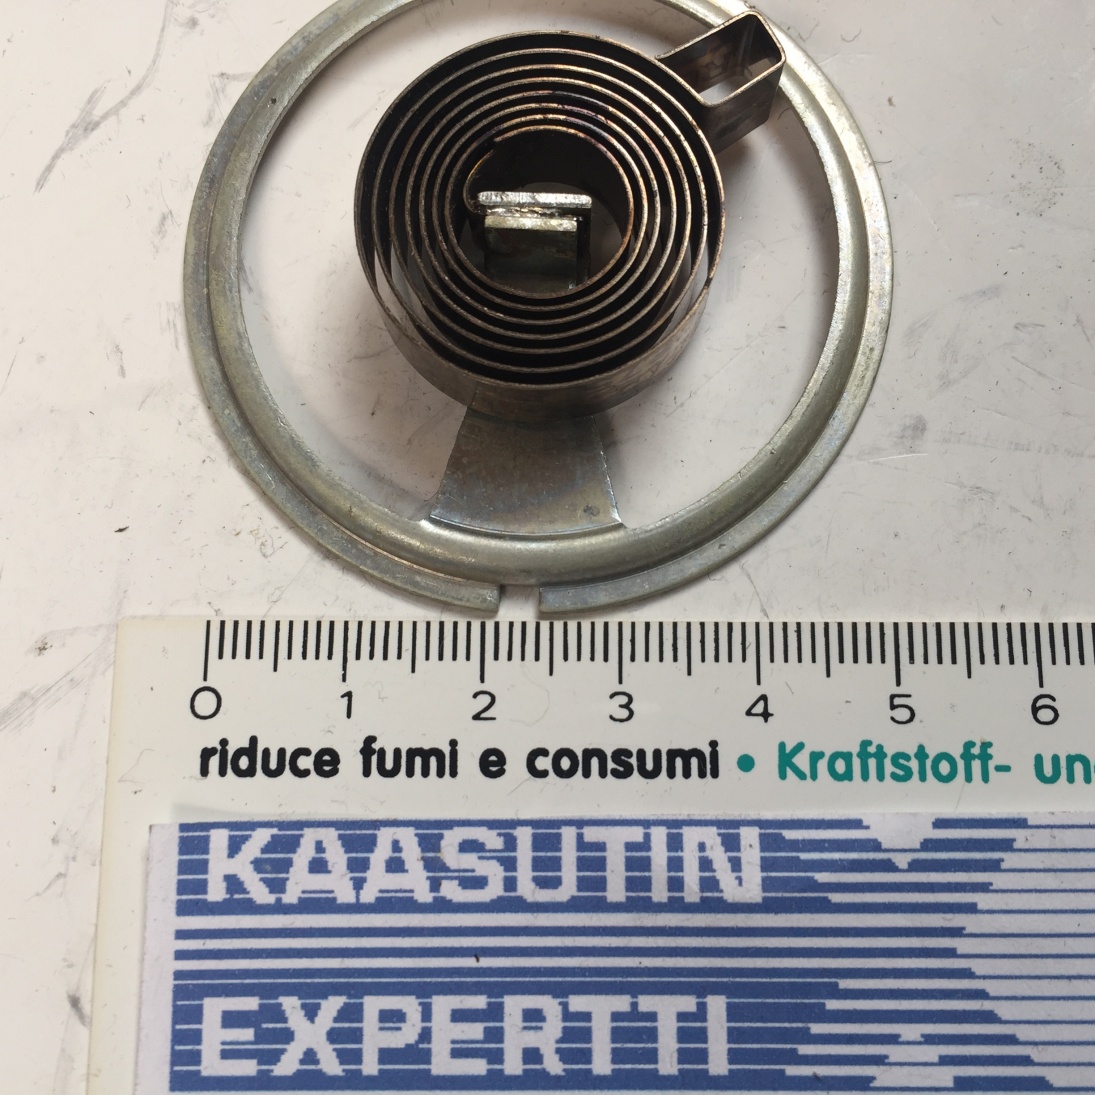 0 1 2 3 4 5 6
riduce fumi e consumi • Kraftstoff- un
KAASUTIN
EXPERTTI